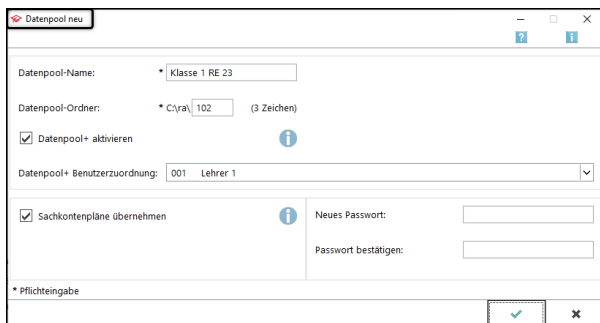 Datenpool neu
Datenpool-Name: * Klasse 1 RE 23
Datenpool-Ordner: * C:\ra\ 102 (3 Zeichen)
Datenpool+ aktivieren
Datenpool+ Benutzerzuordnung: 001 Lehrer 1
Sachkontenpläne übernehmen
Neues Passwort:
Passwort bestätigen:
* Pflichteingabe